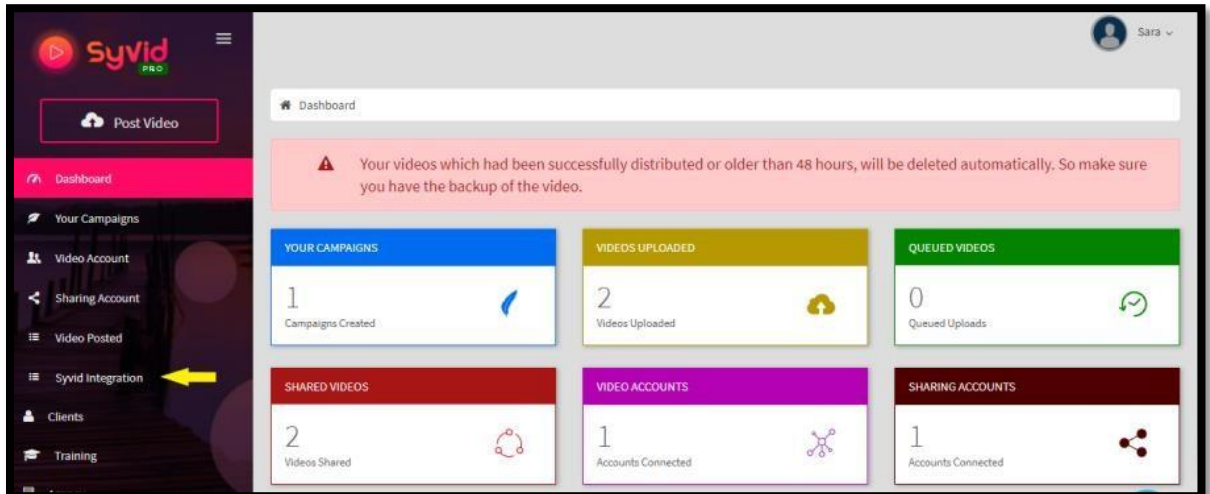 SyVid
PRO
Sara
Post Video
Dashboard
Your Campaigns
Video Account
Sharing Account
Video Posted
Syvid Integration
Clients
Training
Dashboard
Your videos which had been successfully distributed or older than 48 hours, will be deleted automatically. So make sure
you have the backup of the video.
YOUR CAMPAIGNS
1
Campaigns Created
VIDEOS UPLOADED
2
Videos Uploaded
QUEUED VIDEOS
0
Queued Uploads
SHARED VIDEOS
2
Videos Shared
VIDEO ACCOUNTS
1
Accounts Connected
SHARING ACCOUNTS
1
Accounts Connected